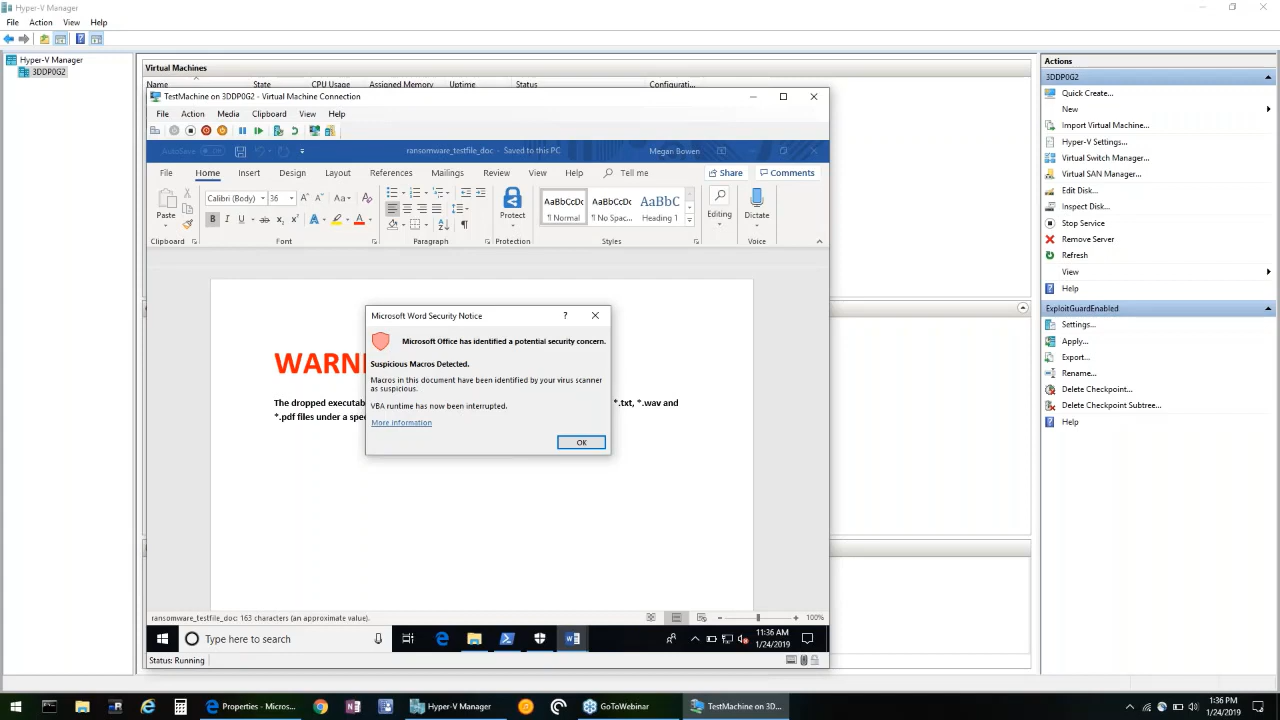 Hyper-V Manager
File Action View Help
Hyper-V Manager
3DDP0G2
Virtual Machines
Name State CPU Usage Assigned Memory Uptime Status Configurati...
TestMachine on 3DDP0G2 - Virtual Machine Connection
File Action Media Clipboard View Help
AutoSave Off ransomware_testfile_doc - Saved to this PC Megan Bowen
File Home Insert Design Layout References Mailings Review View Help Tell me Share Comments
Paste
Calibri (Body) 36
Protect
AaBbCcDc AaBbCcDc AaBbC
¶ Normal ¶ No Spac... Heading 1
Editing
Dictate
Clipboard Font Paragraph Protection Styles Voice
WARN
The dropped executab *.txt, *.wav and
*.pdf files under a spe
Microsoft Word Security Notice ?
Microsoft Office has identified a potential security concern.
Suspicious Macros Detected.
Macros in this document have been identified by your virus scanner
as suspicious.
VBA runtime has now been interrupted.
More information
OK
ransomware_testfile_doc: 163 characters (an approximate value). 100%
Type here to search
11:36 AM
1/24/2019
Status: Running
Actions
3DDP0G2
Quick Create...
New
Import Virtual Machine...
Hyper-V Settings...
Virtual Switch Manager...
Virtual SAN Manager...
Edit Disk...
Inspect Disk...
Stop Service
Remove Server
Refresh
View
Help
ExploitGuardEnabled
Settings...
Apply...
Export...
Rename...
Delete Checkpoint...
Delete Checkpoint Subtree...
Help
Properties - Micros... Hyper-V Manager GoToWebinar TestMachine on 3D...
1:36 PM
1/24/2019